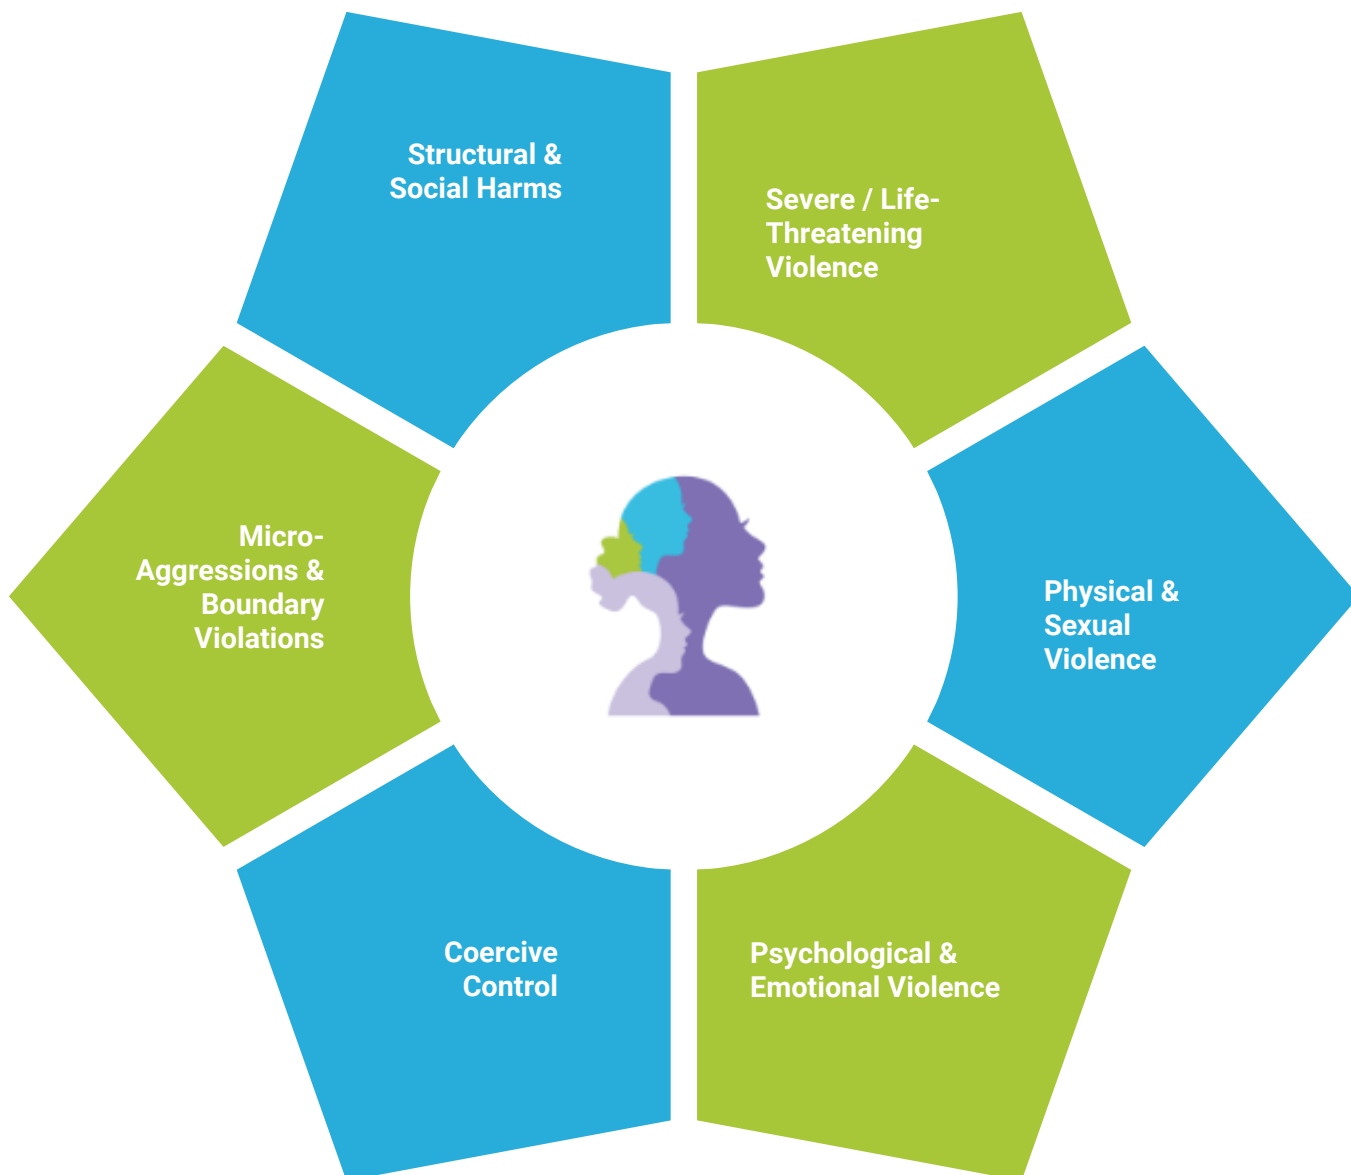 Structural &
Social Harms
Severe / Life-
Threatening
Violence
Micro-
Aggressions &
Boundary
Violations
Physical &
Sexual
Violence
Coercive
Control
Psychological &
Emotional Violence